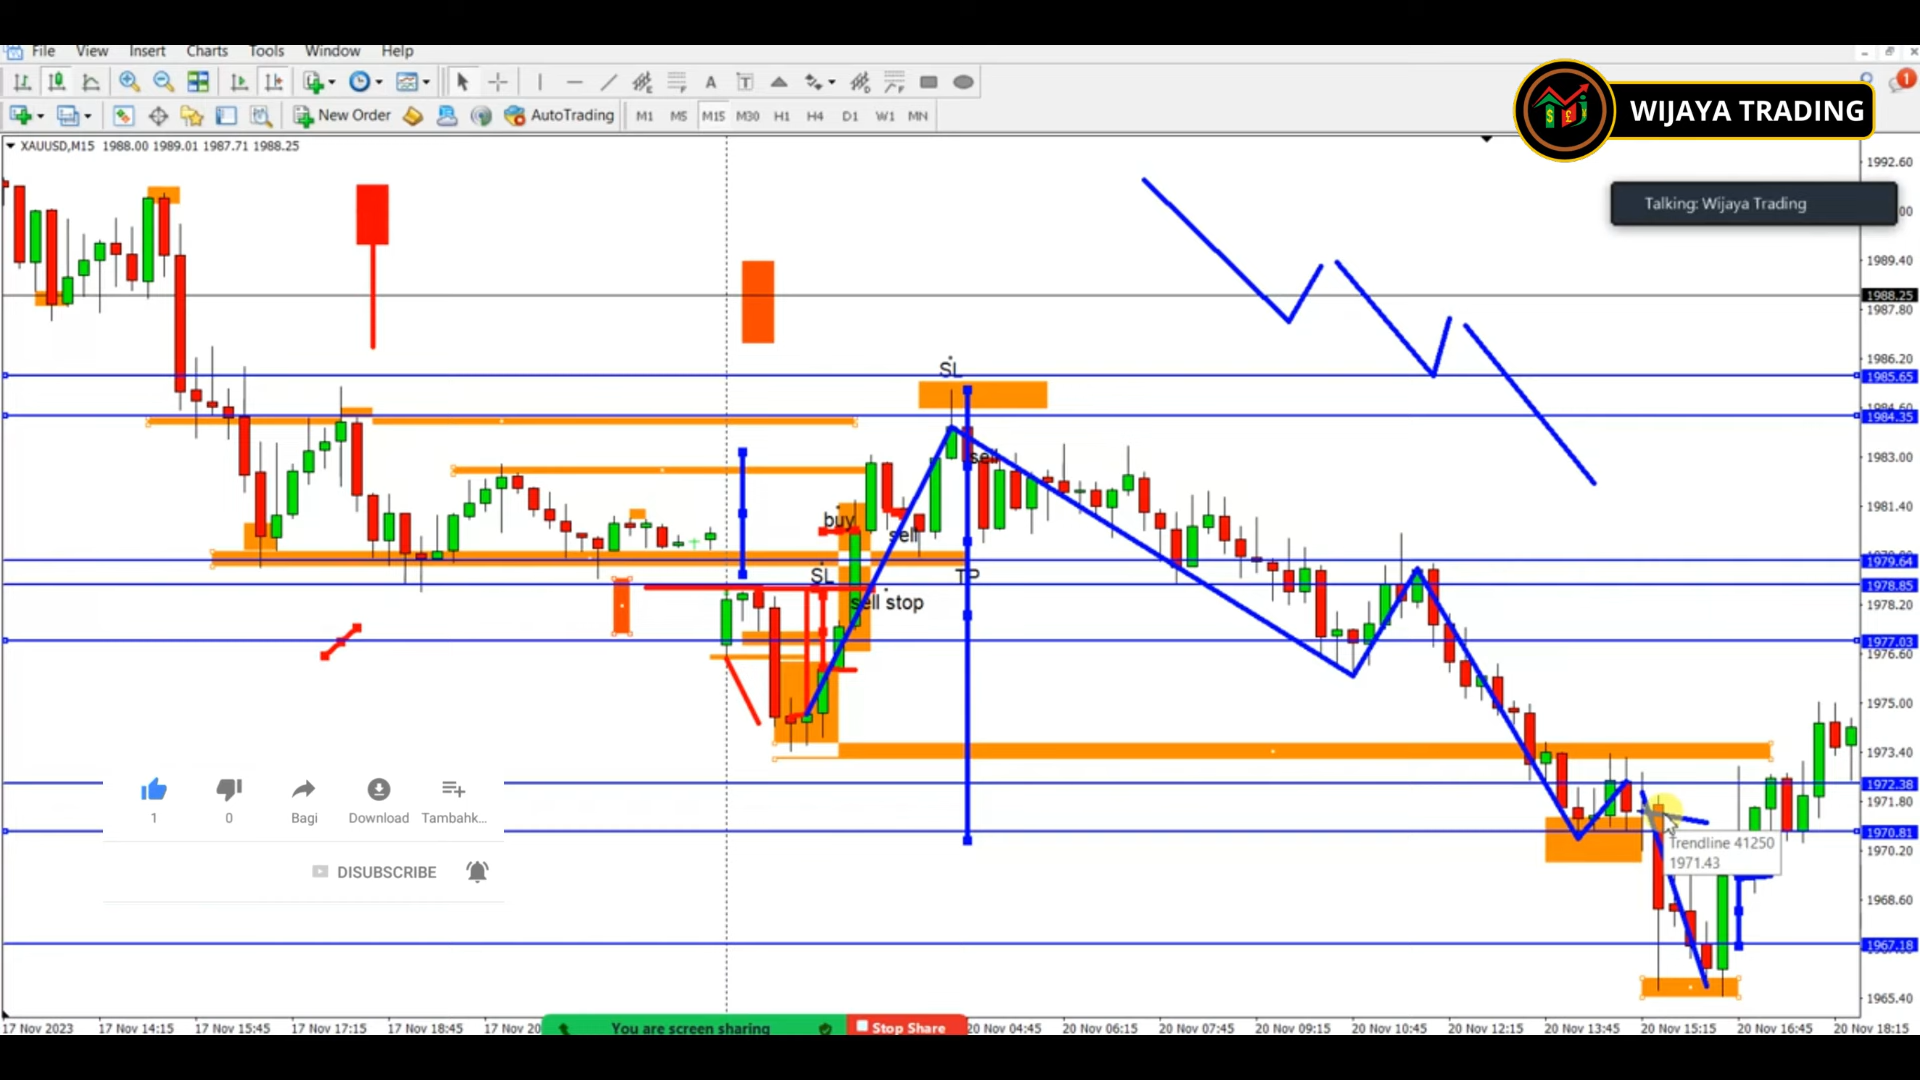 File View Insert Charts Tools Window Help
1
WIJAYA TRADING
New Order AutoTrading M1 M5 M15 M30 H1 H4 D1 W1 MN
XAUUSD,M15 1988.00 1989.01 1987.71 1988.25
1992.60
Talking: Wijaya Trading
1989.40
1988.25
1987.80
1986.20
SL
1985.65
1984.35
1983.00
sell
1981.40
buy
sell
1979.64
SL
TP
1978.85
sell stop
1978.20
1977.03
1976.60
1975.00
1973.40
1972.38
1971.80
1 0 Bagi Download Tambahk...
1970.81
Trendline 41250
1971.43
1970.20
DISUBSCRIBE
1968.60
1967.18
1965.40
17 Nov 2023 17 Nov 14:15 17 Nov 15:45 17 Nov 17:15 17 Nov 18:45 17 Nov 20 You are screen sharing Stop Share 20 Nov 04:45 20 Nov 06:15 20 Nov 07:45 20 Nov 09:15 20 Nov 10:45 20 Nov 12:15 20 Nov 13:45 20 Nov 15:15 20 Nov 16:45 20 Nov 18:15